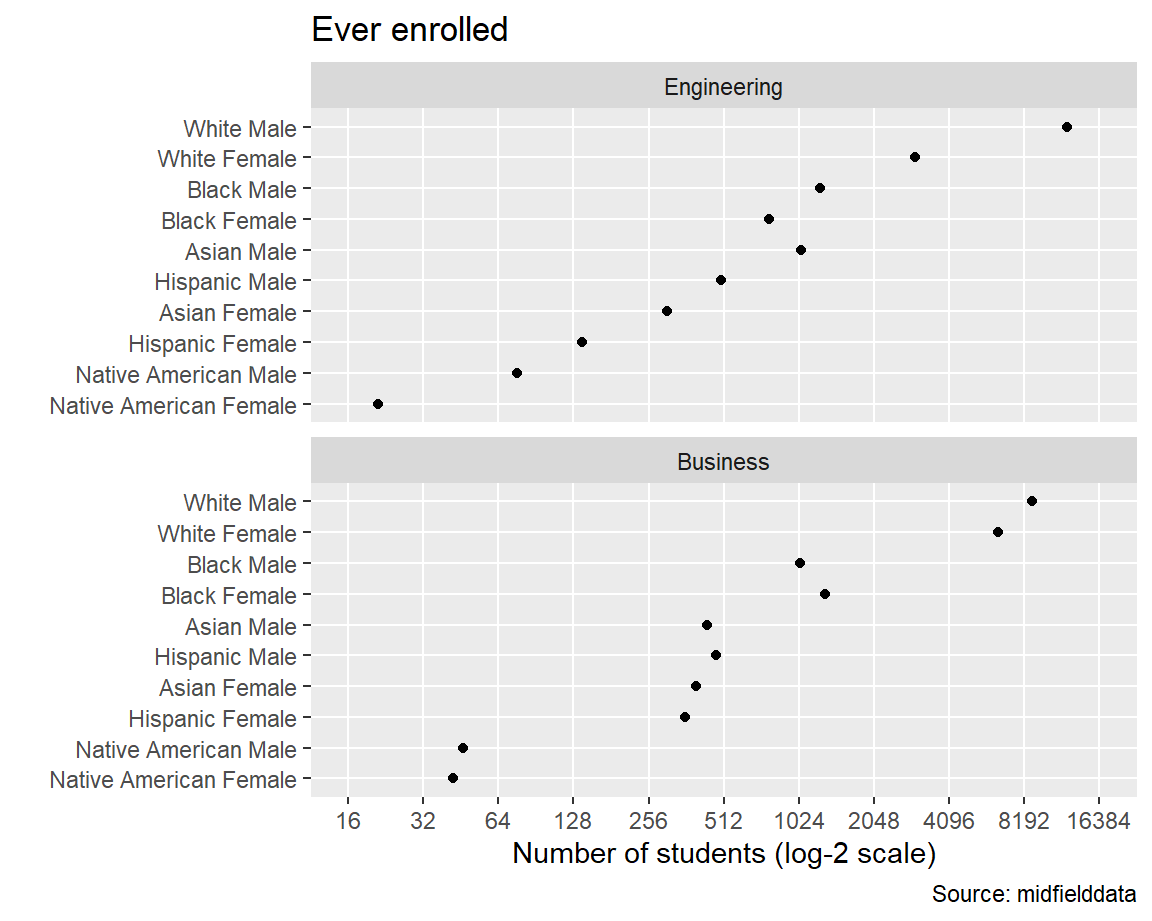 Ever enrolled
Engineering
White Male
White Female
Black Male
Black Female
Asian Male
Hispanic Male
Asian Female
Hispanic Female
Native American Male
Native American Female
Business
White Male
White Female
Black Male
Black Female
Asian Male
Hispanic Male
Asian Female
Hispanic Female
Native American Male
Native American Female
16 32 64 128 256 512 1024 2048 4096 8192 16384
Number of students (log-2 scale)
Source: midfielddata